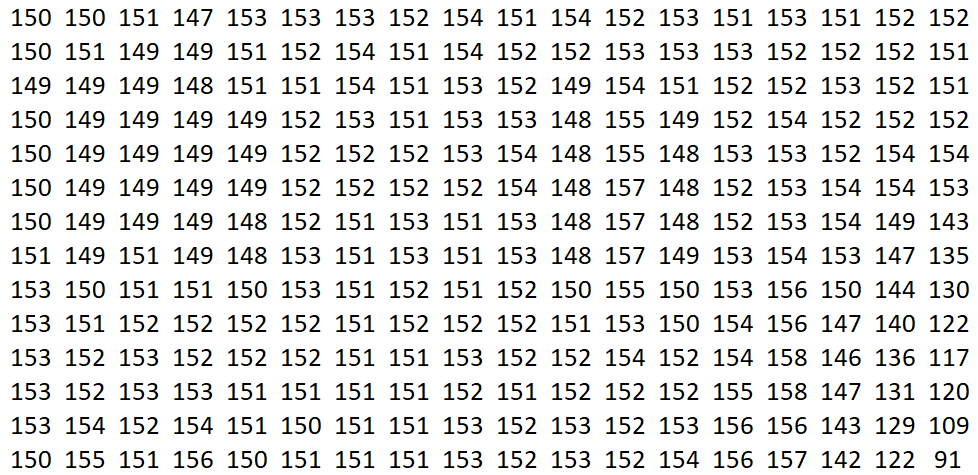 150 150 151 147 153 153 153 152 154 151 154 152 153 151 153 151 152 152
150 151 149 149 151 152 154 151 154 152 152 153 153 153 152 152 152 151
149 149 149 148 151 151 154 151 153 152 149 154 151 152 152 153 152 151
150 149 149 149 149 152 153 151 153 153 148 155 149 152 154 152 152 152
150 149 149 149 149 152 152 152 153 154 148 155 148 153 153 152 154 154
150 149 149 149 149 152 152 152 152 154 148 157 148 152 153 154 154 153
150 149 149 149 148 152 151 153 151 153 148 157 148 152 153 154 149 143
151 149 151 149 148 153 151 153 151 153 148 157 149 153 154 153 147 135
153 150 151 151 150 153 151 152 151 152 150 155 150 153 156 150 144 130
153 151 152 152 152 152 151 152 152 152 151 153 150 154 156 147 140 122
153 152 153 152 152 152 151 151 153 152 152 154 152 154 158 146 136 117
153 152 153 153 151 151 151 151 152 151 152 152 152 155 158 147 131 120
153 154 152 154 151 150 151 151 153 152 153 152 153 156 156 143 129 109
150 155 151 156 150 151 151 151 153 152 153 152 154 156 157 142 122 91